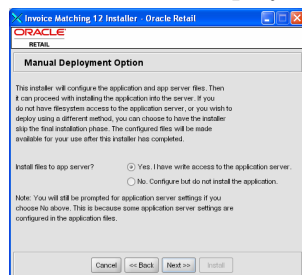 Invoice Matching 12 Installer - Oracle Retail
ORACLE
RETAIL
Manual Deployment Option
This installer will configure the application and app server files. Then
it can proceed with installing the application into the server. If you
do not have filesystem access to the application server, or you wish to
deploy using a different method, you can choose to have the installer
skip the final installation phase. The configured files will be made
available for your use after this installer has completed.
Install files to app server?
Yes. I have write access to the application server.
No. Configure but do not install the application.
Note: You will still be prompted for application server settings if you
choose No above. This is because some application server settings are
configured in the application files.
Cancel
<< Back
Next >>
Install